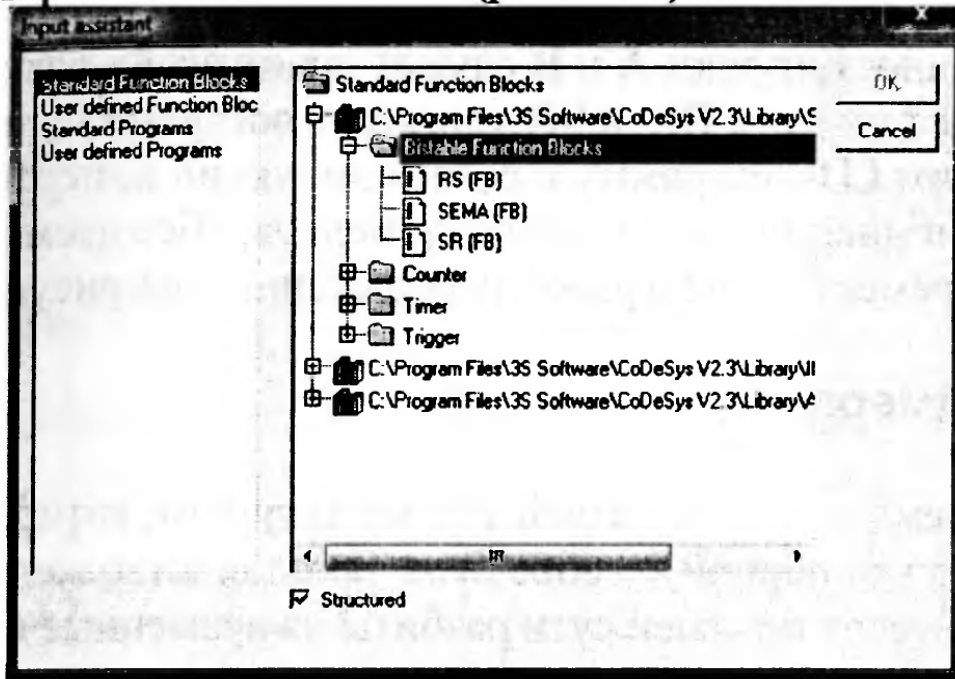 Input assistant
Standard Function Blocks
User defined Function Bloc
Standard Programs
User defined Programs
Standard Function Blocks
C:\Program Files\3S Software\CoDeSys V2.3\Library\S
Bistable Function Blocks
RS (FB)
SEMA (FB)
SR (FB)
Counter
Timer
Trigger
C:\Program Files\3S Software\CoDeSys V2.3\Library\II
C:\Program Files\3S Software\CoDeSys V2.3\Library\A
Structured
OK
Cancel